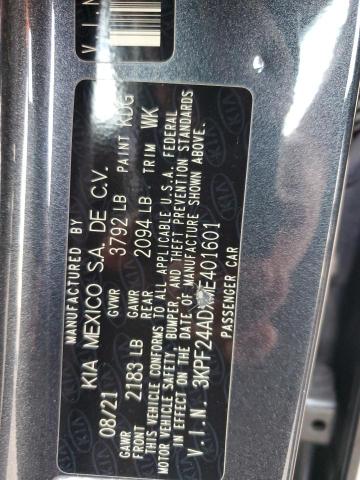 V.I.N
MANUFACTURED BY
KIA MEXICO S.A. DE C.V.
08/21 GVWR 3792 LB PAINT KDG
GAWR FRONT 2183 LB GAWR REAR 2094 LB TRIM WK
THIS VEHICLE CONFORMS TO ALL APPLICABLE U.S.A. FEDERAL
MOTOR VEHICLE SAFETY, BUMPER, AND THEFT PREVENTION STANDARDS
IN EFFECT ON THE DATE OF MANUFACTURE SHOWN ABOVE.
V.I.N.
PASSENGER CAR